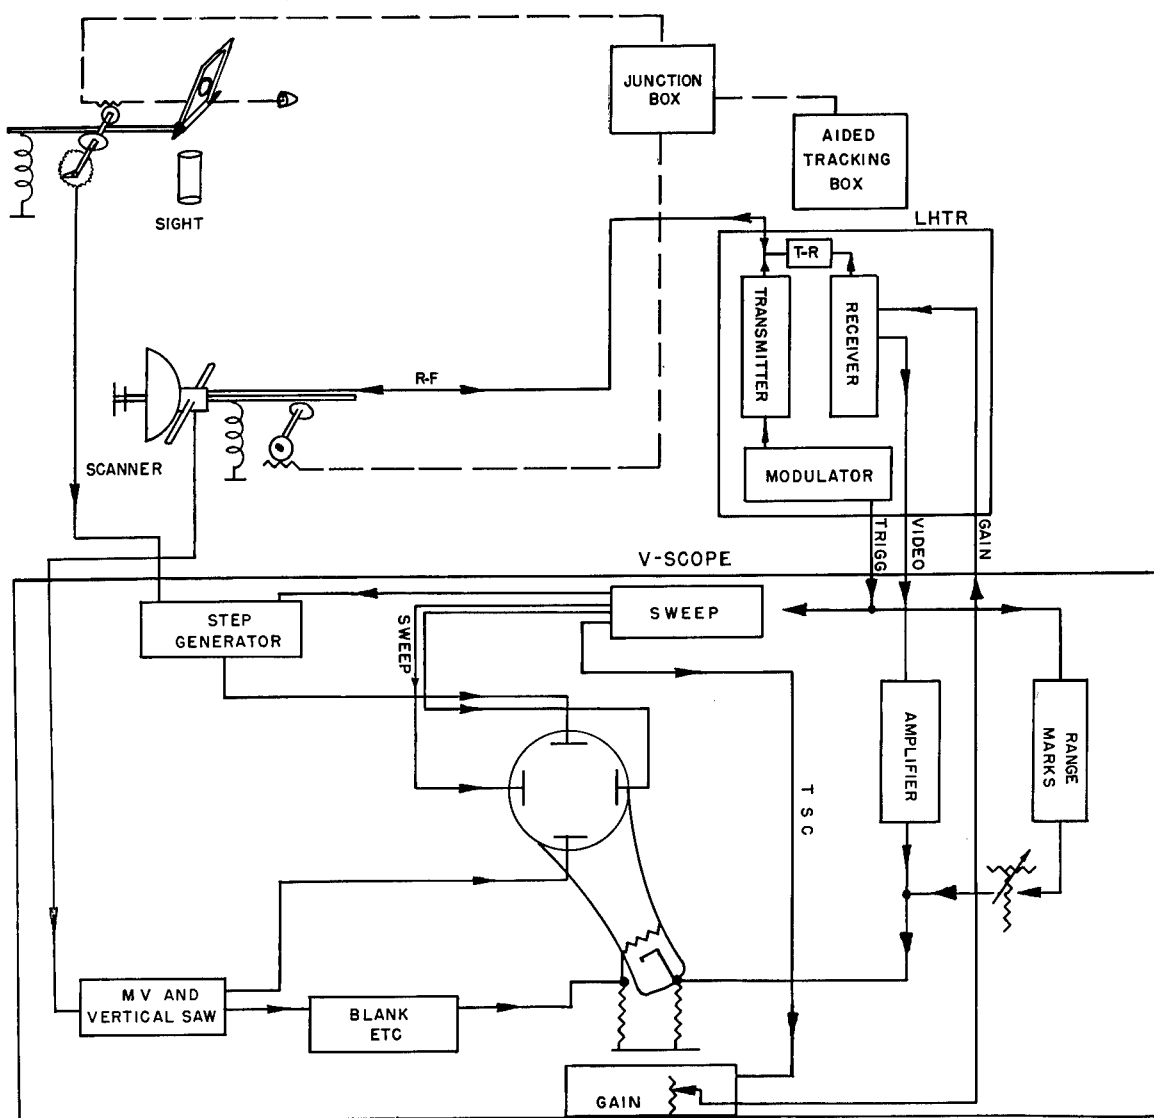 JUNCTION
BOX
AIDED
TRACKING
BOX
SIGHT
LHTR
T-R
TRANSMITTER
RECEIVER
R-F
SCANNER
MODULATOR
TRIGG
VIDEO
GAIN
V-SCOPE
STEP
GENERATOR
SWEEP
SWEEP
AMPLIFIER
RANGE
MARKS
TSC
MV AND
VERTICAL SAW
BLANK
ETC
GAIN